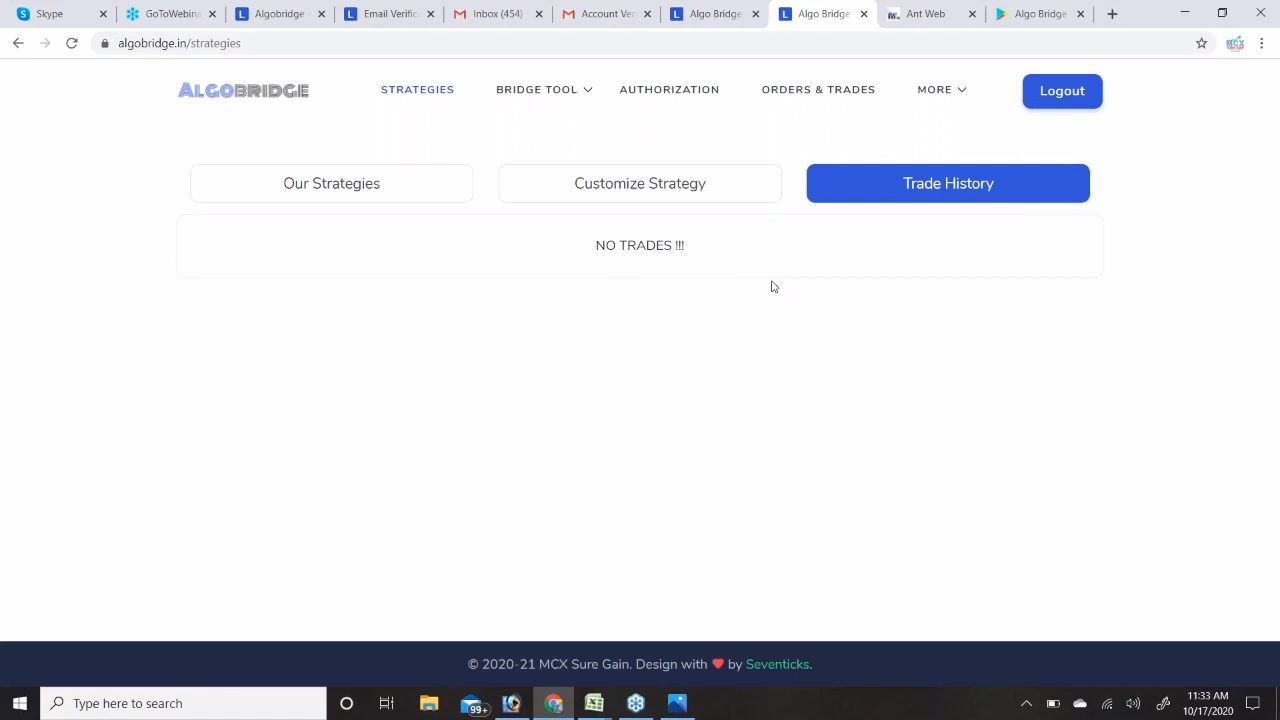 Skype
GoToWebina
Algobridge
Email Verific
Inbox (454)
Account Ver
Algo Bridge
Algo Bridge
Ant Web
Algo Bridge
algobridge.in/strategies
ALGOBRIDGE
STRATEGIES
BRIDGE TOOL
AUTHORIZATION
ORDERS & TRADES
MORE
Logout
Our Strategies
Customize Strategy
Trade History
NO TRADES !!!
© 2020-21 MCX Sure Gain. Design with ❤ by Seventicks.
Type here to search
99+
11:33 AM
10/17/2020